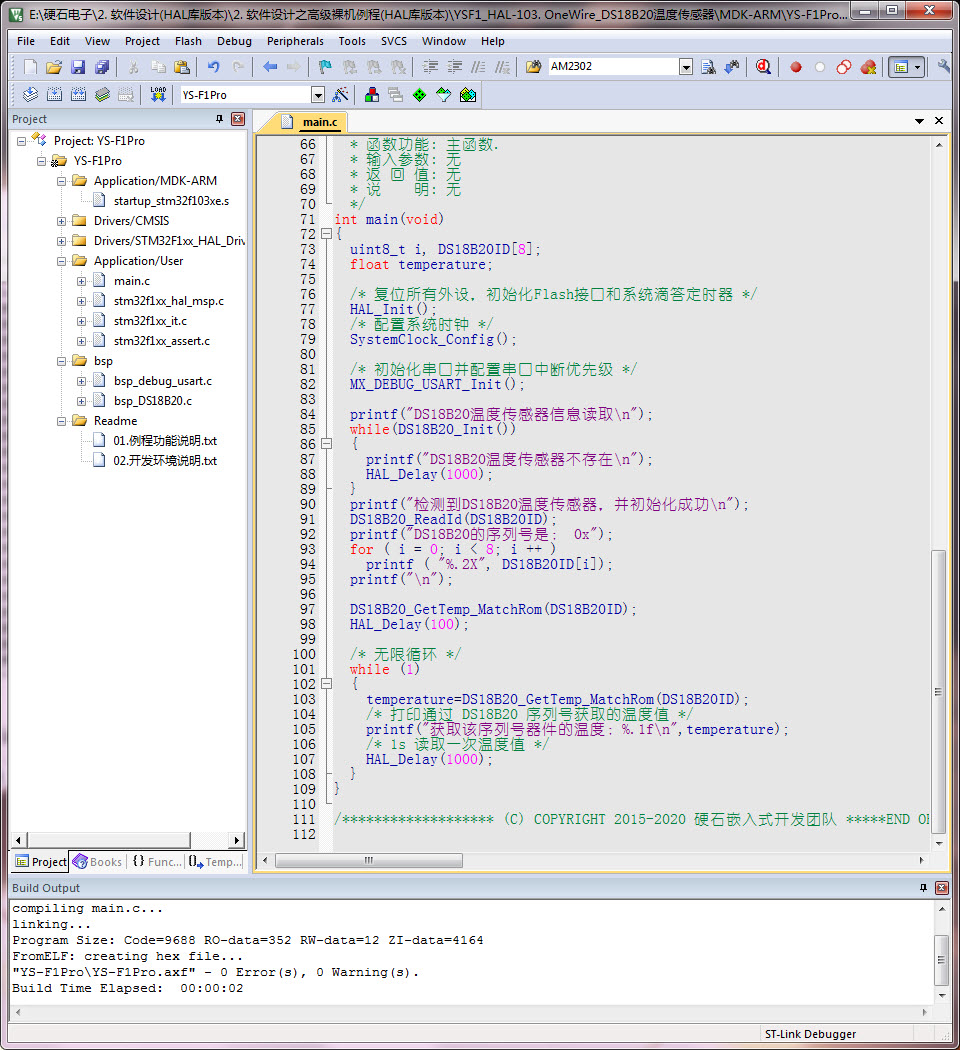 E:\硬石电子\2. 软件设计(HAL库版本)\2. 软件设计之高级裸机例程(HAL库版本)\YSF1_HAL-103. OneWire_DS18B20温度传感器\MDK-ARM\YS-F1Pro...
File Edit View Project Flash Debug Peripherals Tools SVCS Window Help
AM2302
LOAD YS-F1Pro
Project
main.c
Project: YS-F1Pro
YS-F1Pro
Application/MDK-ARM
startup_stm32f103xe.s
Drivers/CMSIS
Drivers/STM32F1xx_HAL_Driv
Application/User
main.c
stm32f1xx_hal_msp.c
stm32f1xx_it.c
stm32f1xx_assert.c
bsp
bsp_debug_usart.c
bsp_DS18B20.c
Readme
01.例程功能说明.txt
02.开发环境说明.txt
66 * 函数功能: 主函数.
67 * 输入参数: 无
68 * 返 回 值: 无
69 * 说 明: 无
70 */
71 int main(void)
72 {
73 uint8_t i, DS18B20ID[8];
74 float temperature;
75
76 /* 复位所有外设，初始化Flash接口和系统滴答定时器 */
77 HAL_Init();
78 /* 配置系统时钟 */
79 SystemClock_Config();
80
81 /* 初始化串口并配置串口中断优先级 */
82 MX_DEBUG_USART_Init();
83
84 printf("DS18B20温度传感器信息读取\n");
85 while(DS18B20_Init())
86 {
87 printf("DS18B20温度传感器不存在\n");
88 HAL_Delay(1000);
89 }
90 printf("检测到DS18B20温度传感器，并初始化成功\n");
91 DS18B20_ReadId(DS18B20ID);
92 printf("DS18B20的序列号是： 0x");
93 for ( i = 0; i < 8; i ++ )
94 printf ( "%.2X", DS18B20ID[i]);
95 printf("\n");
96
97 DS18B20_GetTemp_MatchRom(DS18B20ID);
98 HAL_Delay(100);
99
100 /* 无限循环 */
101 while (1)
102 {
103 temperature=DS18B20_GetTemp_MatchRom(DS18B20ID);
104 /* 打印通过 DS18B20 序列号获取的温度值 */
105 printf("获取该序列号器件的温度：%.1f\n",temperature);
106 /* 1s 读取一次温度值 */
107 HAL_Delay(1000);
108 }
109 }
110
111 /******************* (C) COPYRIGHT 2015-2020 硬石嵌入式开发团队 *****END O
112
Project Books {} Func... Temp...
Build Output
compiling main.c...
linking...
Program Size: Code=9688 RO-data=352 RW-data=12 ZI-data=4164
FromELF: creating hex file...
"YS-F1Pro\YS-F1Pro.axf" - 0 Error(s), 0 Warning(s).
Build Time Elapsed: 00:00:02
ST-Link Debugger